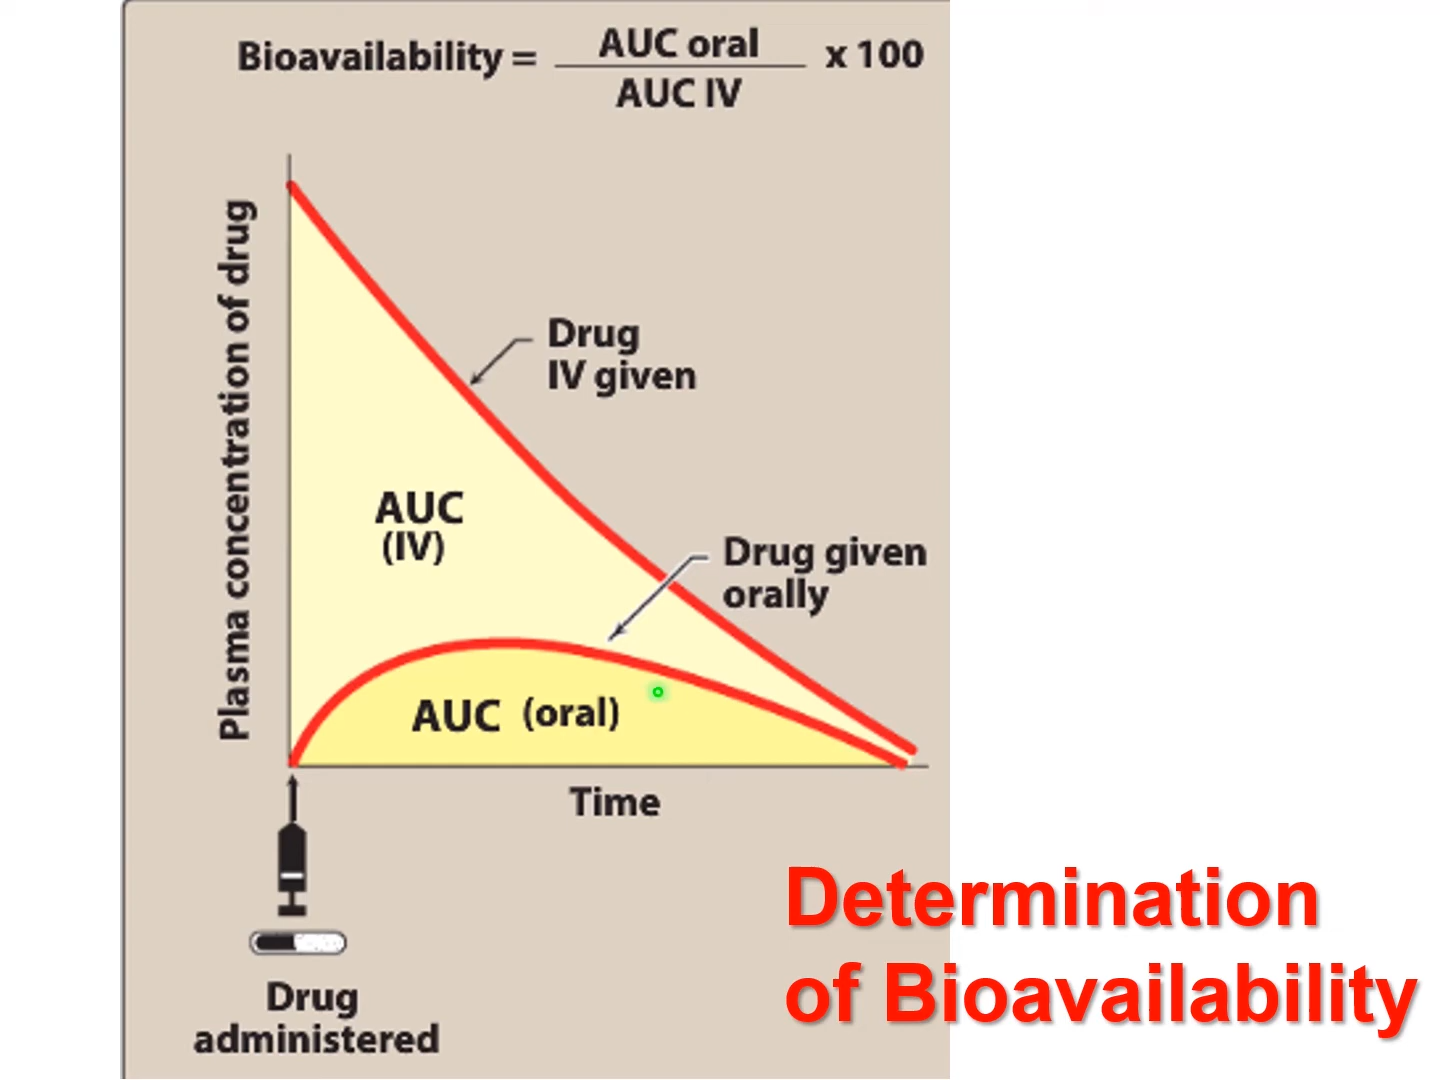 Bioavailability = AUC oral / AUC IV x 100
Plasma concentration of drug
Drug
IV given
AUC
(IV)
Drug given
orally
AUC (oral)
Time
Drug
administered
Determination
of Bioavailability